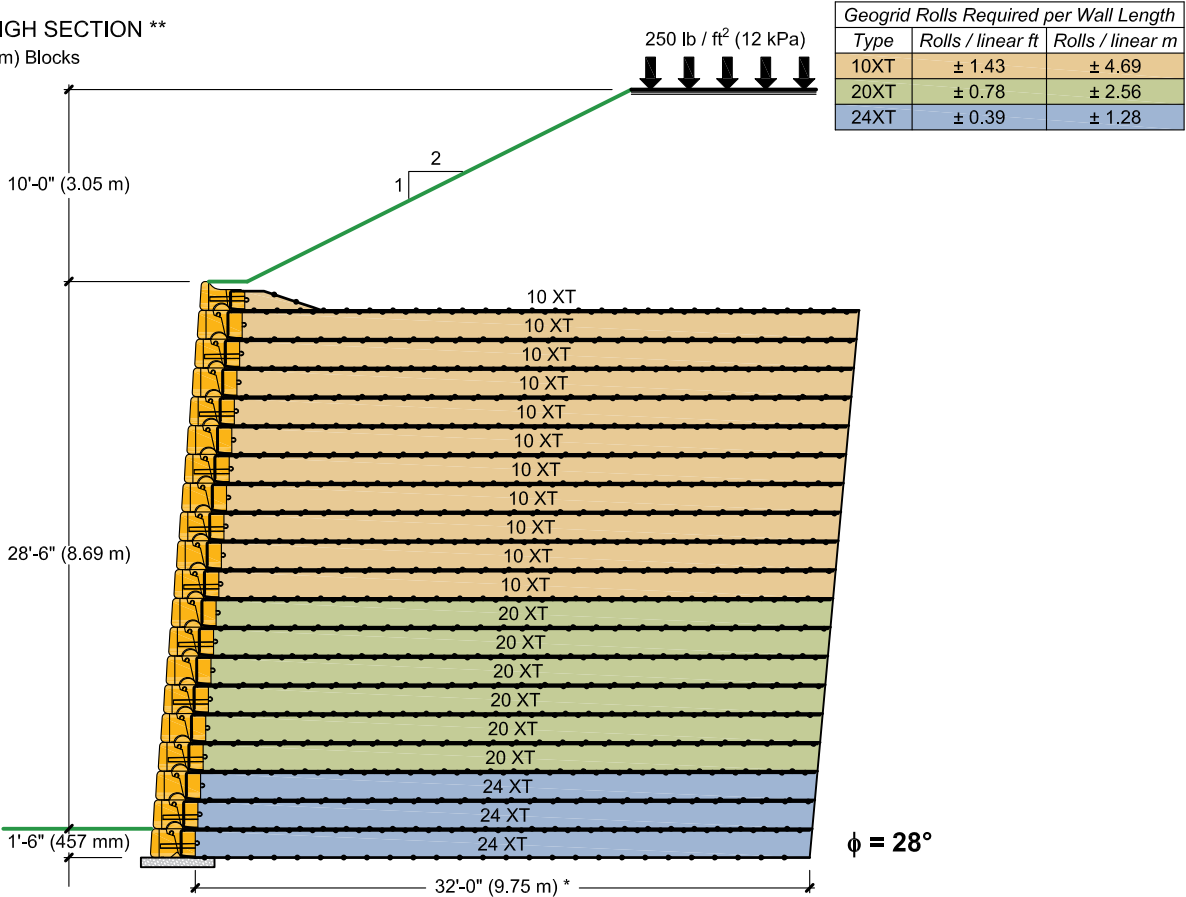 IGH SECTION **
m) Blocks
250 lb / ft² (12 kPa)
Geogrid Rolls Required per Wall Length
Type Rolls / linear ft Rolls / linear m
10XT ± 1.43 ± 4.69
20XT ± 0.78 ± 2.56
24XT ± 0.39 ± 1.28
2
1
10'-0" (3.05 m)
10 XT
10 XT
10 XT
10 XT
10 XT
10 XT
10 XT
10 XT
10 XT
10 XT
10 XT
28'-6" (8.69 m)
20 XT
20 XT
20 XT
20 XT
20 XT
20 XT
24 XT
24 XT
24 XT
1'-6" (457 mm)
ϕ = 28°
32'-0" (9.75 m) *